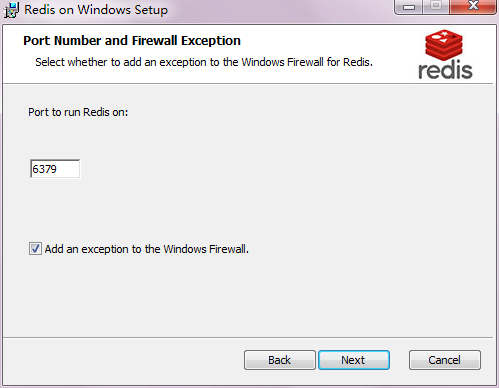 Redis on Windows Setup
Port Number and Firewall Exception
Select whether to add an exception to the Windows Firewall for Redis.
redis
Port to run Redis on:
6379
Add an exception to the Windows Firewall.
Back
Next
Cancel